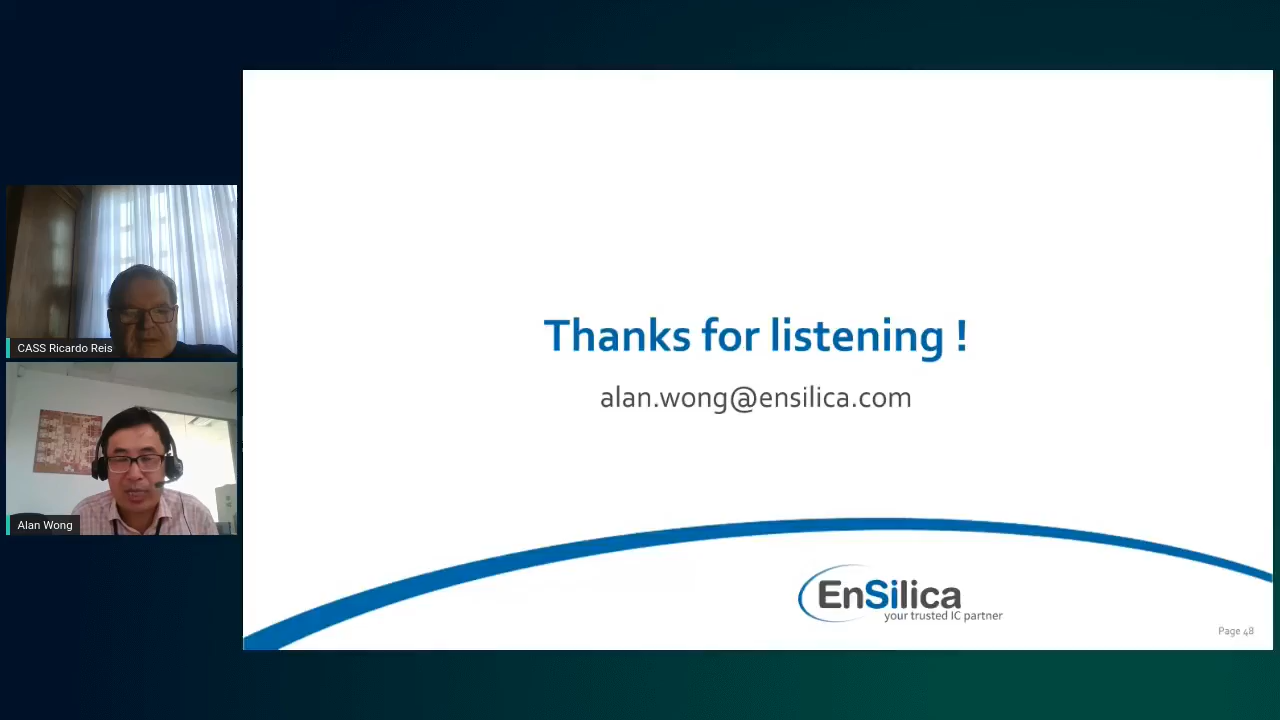 CASS Ricardo Reis
Alan Wong
Thanks for listening !
alan.wong@ensilica.com
EnSilica
your trusted IC partner
Page 48